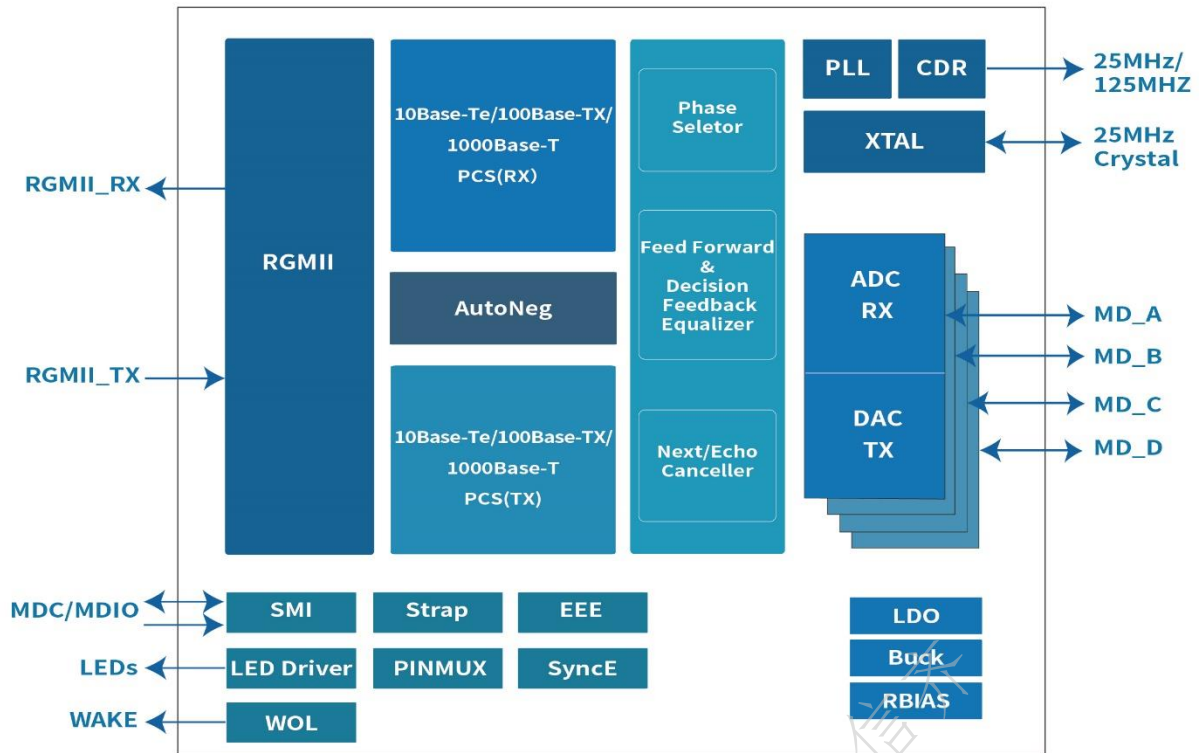 RGMII_RX
RGMII_TX
RGMII
10Base-Te/100Base-TX/
1000Base-T
PCS(RX)
AutoNeg
10Base-Te/100Base-TX/
1000Base-T
PCS(TX)
Phase
Seletor
Feed Forward
&
Decision
Feedback
Equalizer
Next/Echo
Canceller
PLL
CDR
25MHz/
125MHZ
XTAL
25MHz
Crystal
ADC
RX
DAC
TX
MD_A
MD_B
MD_C
MD_D
MDC/MDIO
SMI
Strap
EEE
LEDs
LED Driver
PINMUX
SyncE
WAKE
WOL
LDO
Buck
RBIAS
信